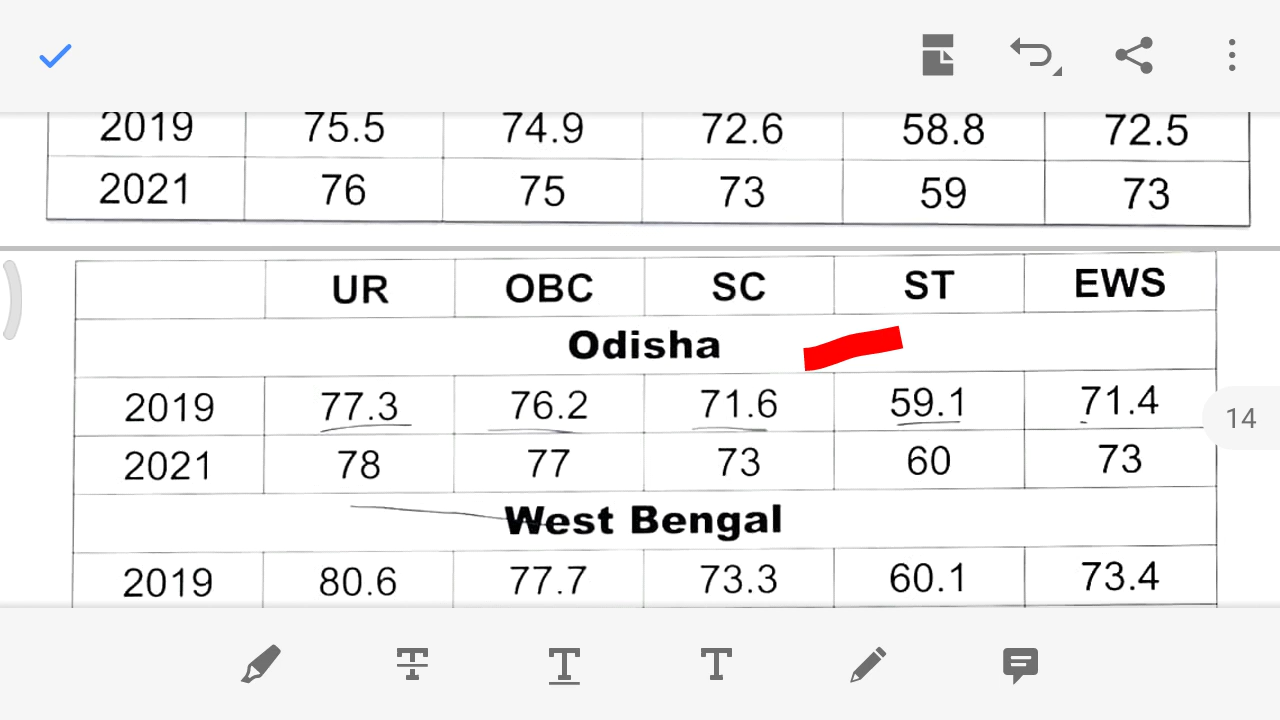 2019 75.5 74.9 72.6 58.8 72.5
2021 76 75 73 59 73
UR OBC SC ST EWS
Odisha
2019 77.3 76.2 71.6 59.1 71.4
14
2021 78 77 73 60 73
West Bengal
2019 80.6 77.7 73.3 60.1 73.4
T T T